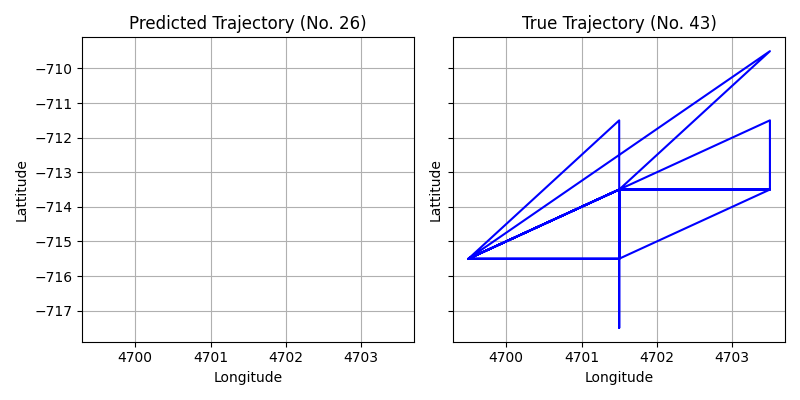 Predicted Trajectory (No. 26)
True Trajectory (No. 43)
−710
−711
−712
−713
−714
−715
−716
−717
Lattitude
Lattitude
4700 4701 4702 4703
4700 4701 4702 4703
Longitude
Longitude